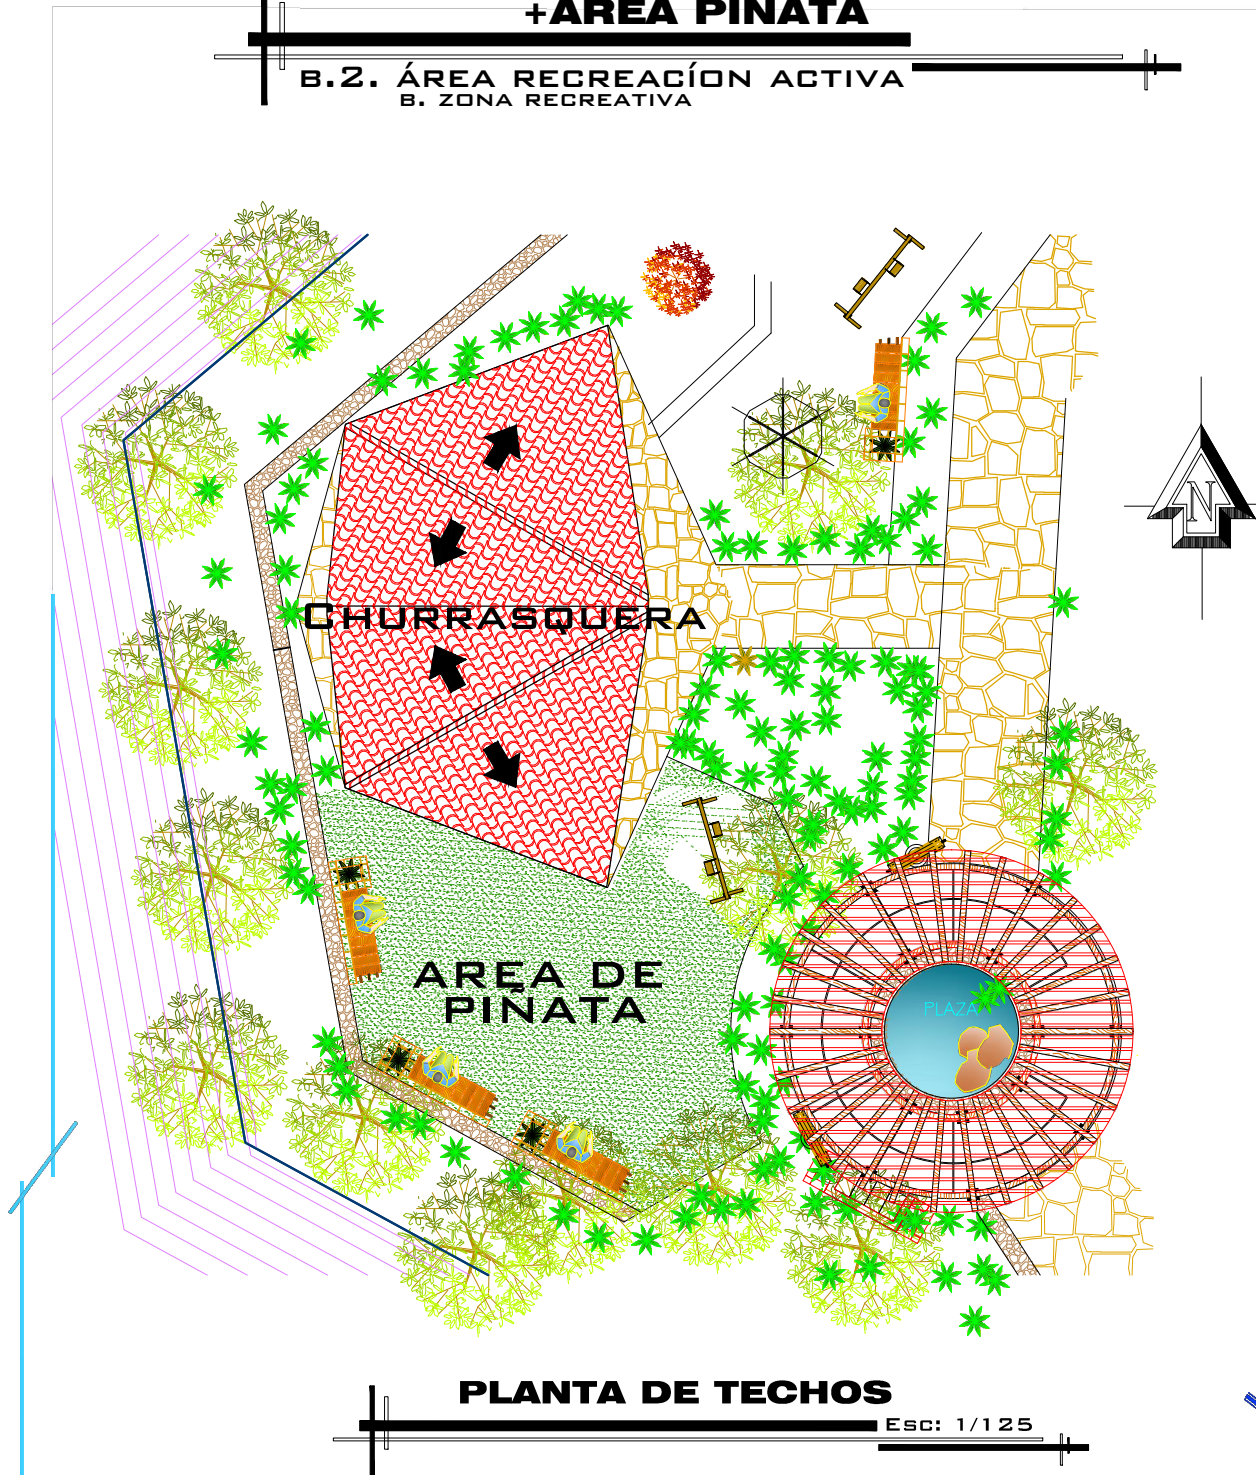 +AREA PIÑATA
B.2. ÁREA RECREACÍON ACTIVA
B. ZONA RECREATIVA
N
CHURRASQUERA
AREA DE
PIÑATA
PLAZA
PLANTA DE TECHOS
Esc: 1/125